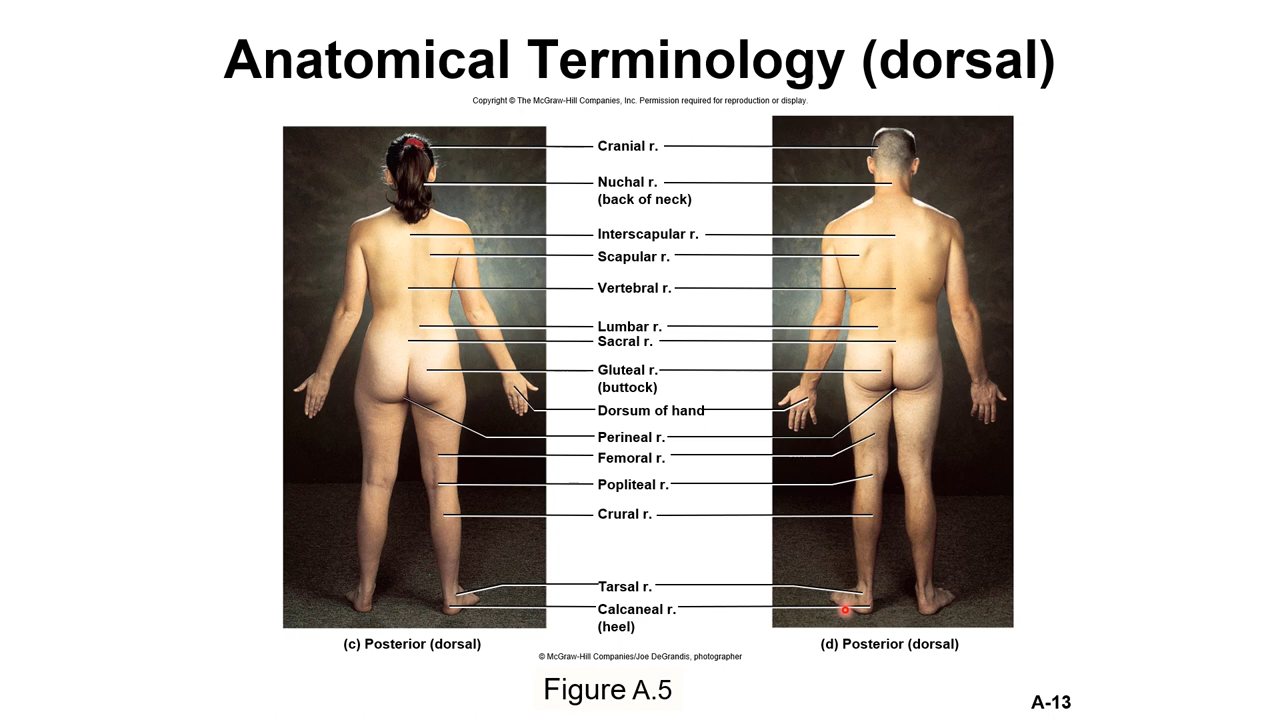 Anatomical Terminology (dorsal)
Copyright © The McGraw-Hill Companies, Inc. Permission required for reproduction or display.
Cranial r.
Nuchal r.
(back of neck)
Interscapular r.
Scapular r.
Vertebral r.
Lumbar r.
Sacral r.
Gluteal r.
(buttock)
Dorsum of hand
Perineal r.
Femoral r.
Popliteal r.
Crural r.
Tarsal r.
Calcaneal r.
(heel)
(c) Posterior (dorsal)
(d) Posterior (dorsal)
© McGraw-Hill Companies/Joe DeGrandis, photographer
Figure A.5
A-13